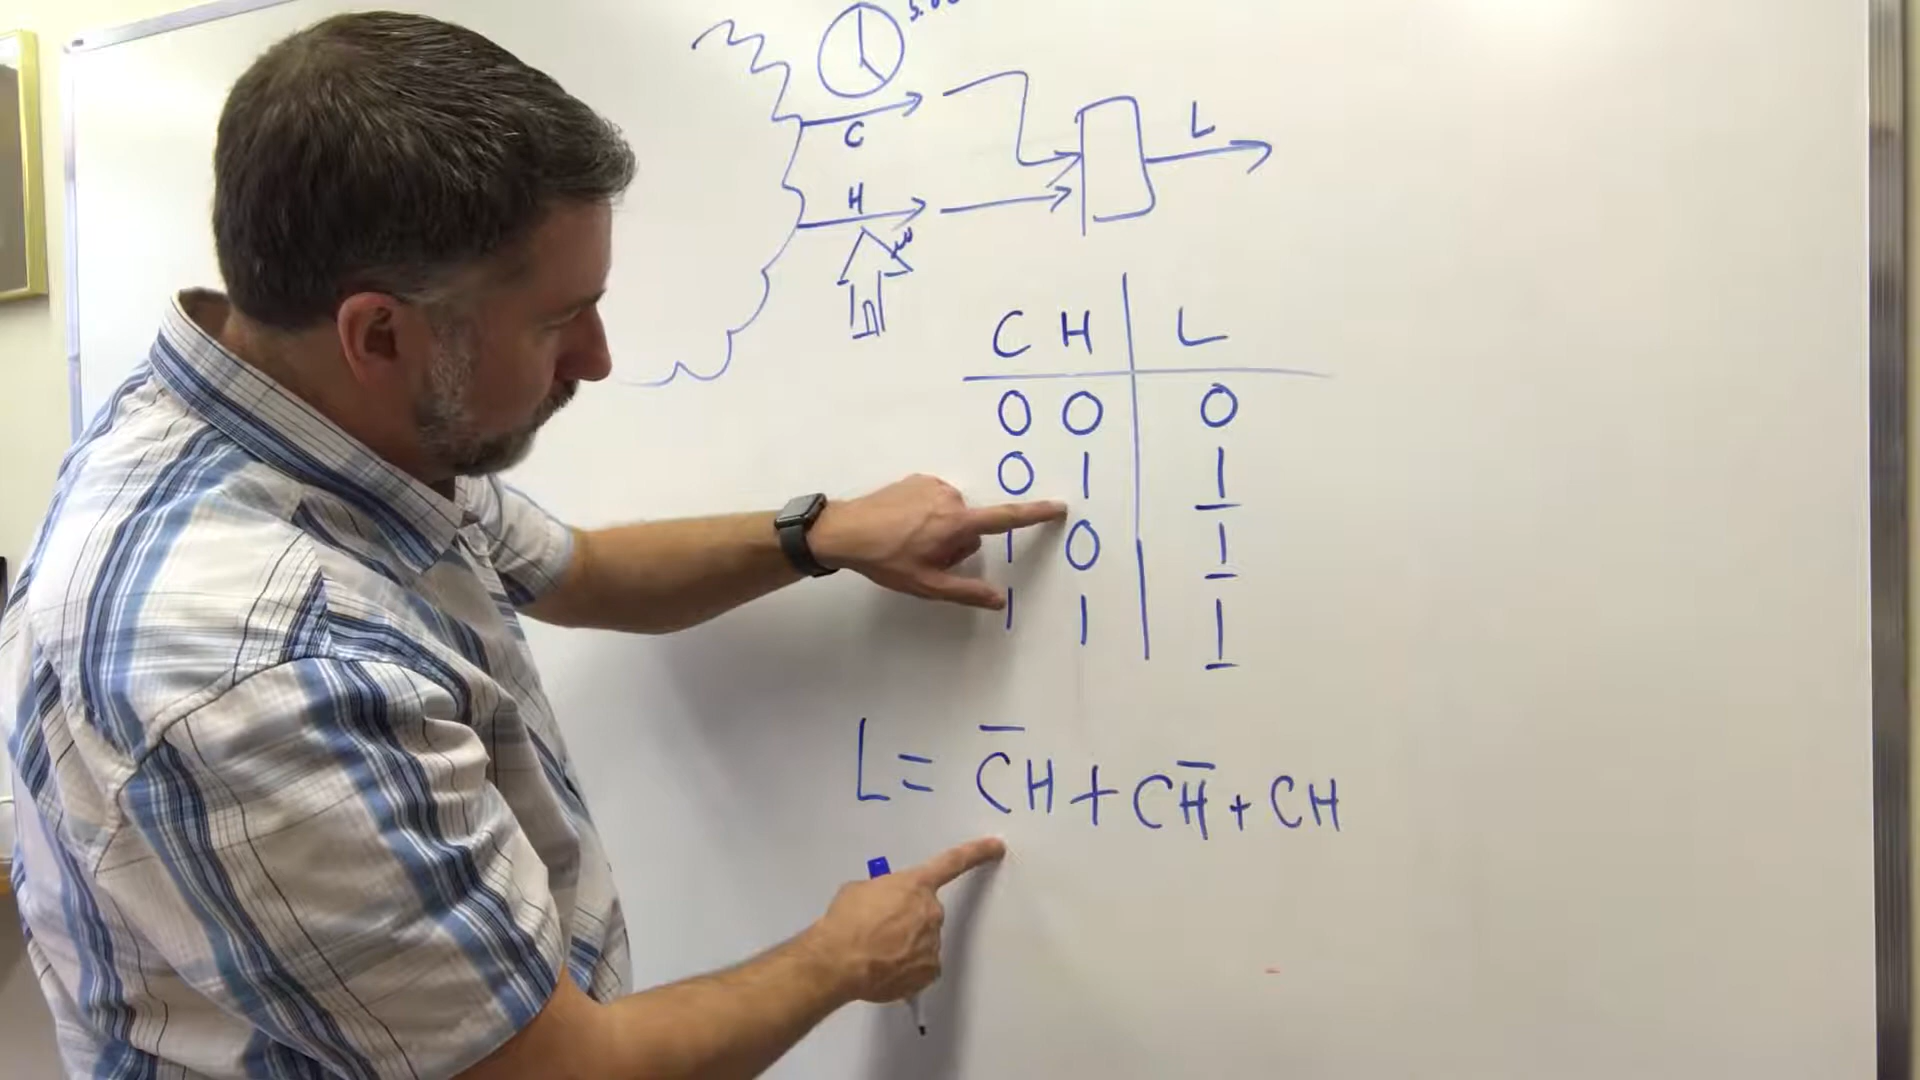 C
L
H
C H L
0 0 0
0 1 1
1 0 1
1 1 1
L = C̅H + CH̅ + CH